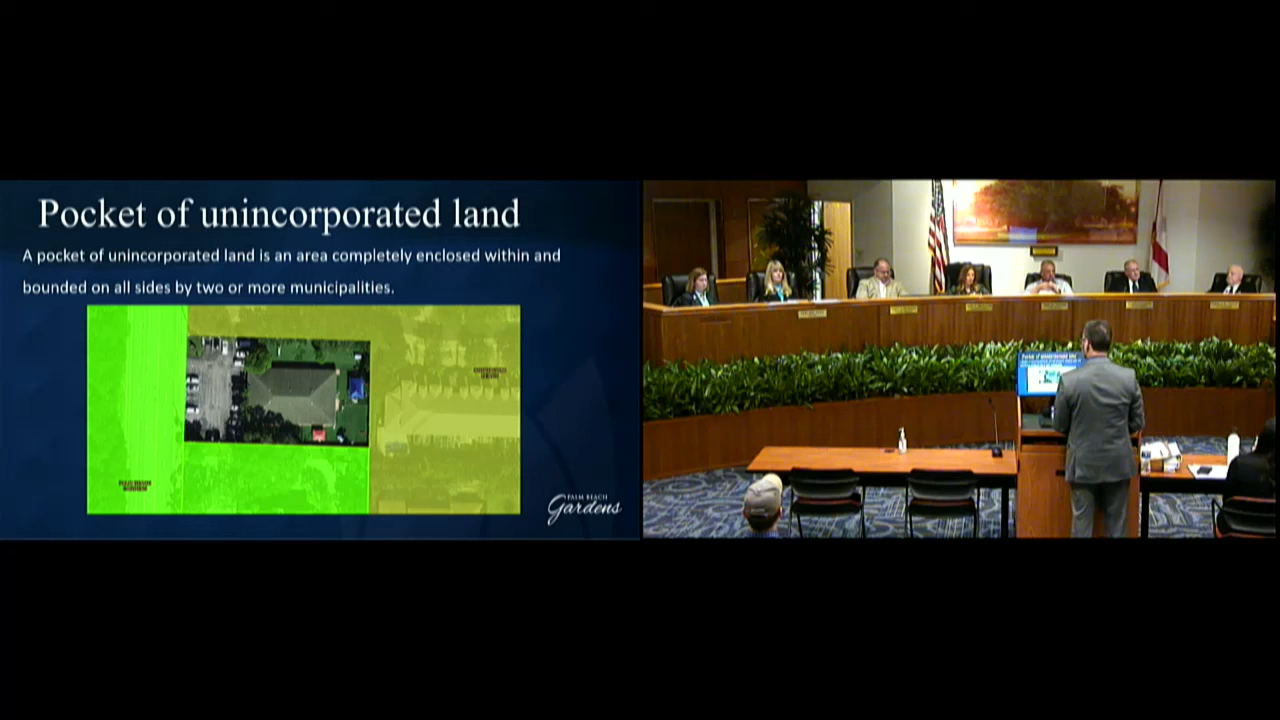 Pocket of unincorporated land
A pocket of unincorporated land is an area completely enclosed within and
bounded on all sides by two or more municipalities.
PALM BEACH
Gardens